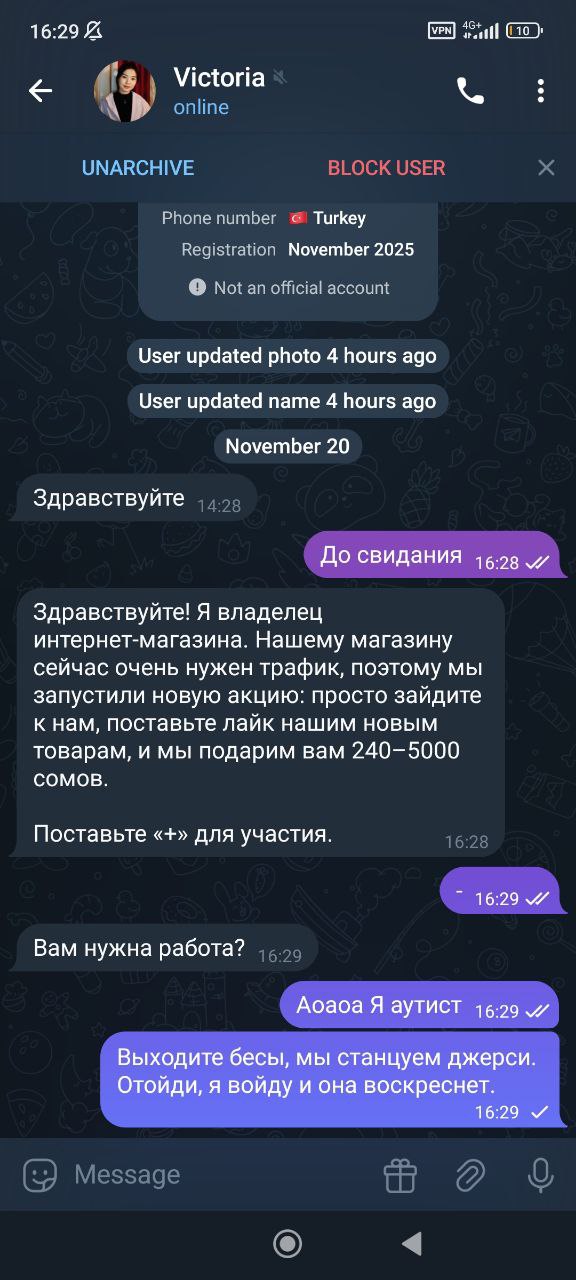 16:29
VPN 4G+ 10
Victoria
online
UNARCHIVE BLOCK USER
Phone number 🇹🇷 Turkey
Registration November 2025
Not an official account
User updated photo 4 hours ago
User updated name 4 hours ago
November 20
Здравствуйте 14:28
До свидания 16:28
Здравствуйте! Я владелец
интернет-магазина. Нашему магазину
сейчас очень нужен трафик, поэтому мы
запустили новую акцию: просто зайдите
к нам, поставьте лайк нашим новым
товарам, и мы подарим вам 240–5000
сомов.
Поставьте «+» для участия. 16:28
- 16:29
Вам нужна работа? 16:29
Аоаоа Я аутист 16:29
Выходите бесы, мы станцуем джерси.
Отойди, я войду и она воскреснет.
16:29
Message